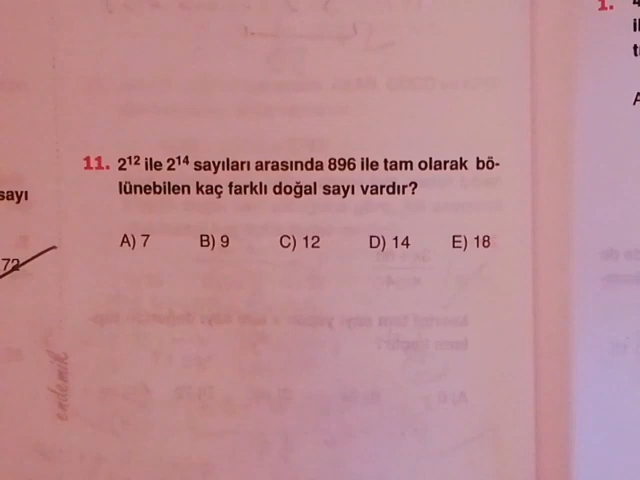 11. 2¹² ile 2¹⁴ sayıları arasında 896 ile tam olarak bö-
lünebilen kaç farklı doğal sayı vardır?
A) 7 B) 9 C) 12 D) 14 E) 18
sayı
72
endemik
1.